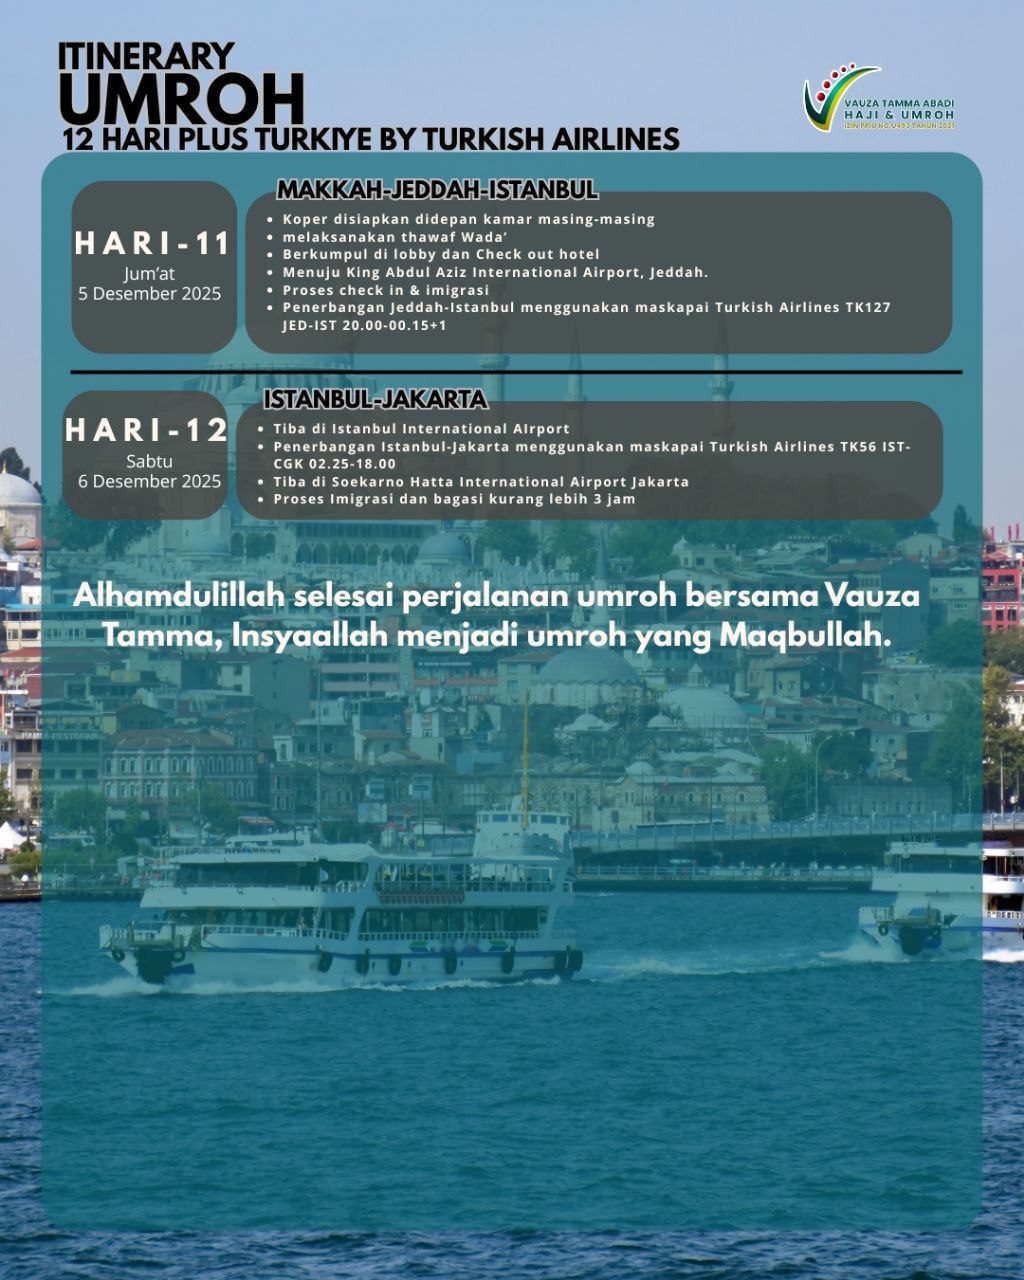 ITINERARY
UMROH
12 HARI PLUS TURKIYE BY TURKISH AIRLINES
VAUZA TAMMA ABADI
HAJI & UMROH
IZIN PPIU NO.U493 TAHUN 2021
MAKKAH-JEDDAH-ISTANBUL
HARI-11
Jum'at
5 Desember 2025
• Koper disiapkan didepan kamar masing-masing
• melaksanakan thawaf Wada’
• Berkumpul di lobby dan Check out hotel
• Menuju King Abdul Aziz International Airport, Jeddah.
• Proses check in & imigrasi
• Penerbangan Jeddah-Istanbul menggunakan maskapai Turkish Airlines TK127
JED-IST 20.00-00.15+1
ISTANBUL-JAKARTA
HARI-12
Sabtu
6 Desember 2025
• Tiba di Istanbul International AIrport
• Penerbangan Istanbul-Jakarta menggunakan maskapai Turkish Airlines TK56 IST-
CGK 02.25-18.00
• Tiba di Soekarno Hatta International Airport Jakarta
• Proses Imigrasi dan bagasi kurang lebih 3 jam
Alhamdulillah selesai perjalanan umroh bersama Vauza
Tamma, Insyaallah menjadi umroh yang Maqbullah.